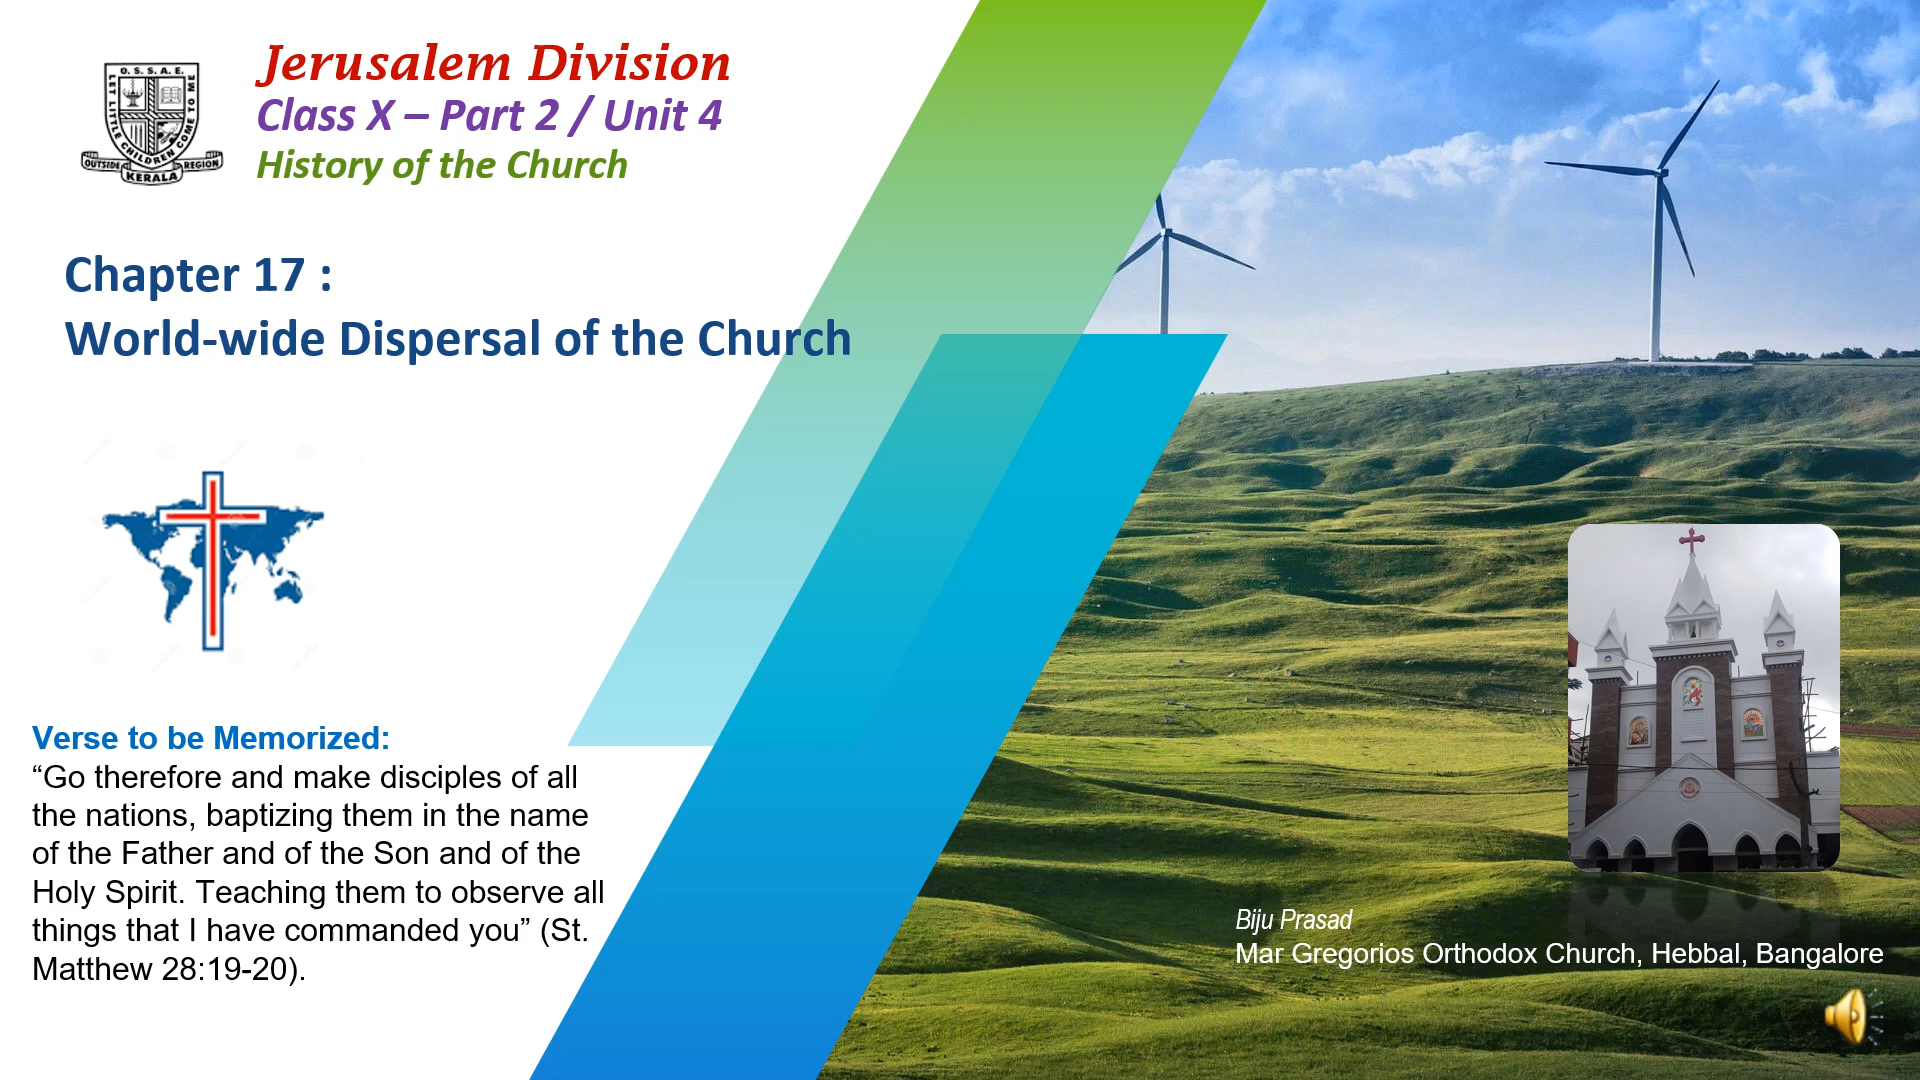 O. S. S. A. E.
LET LITTLE CHILDREN COME TO ME
OUTSIDE REGION
KERALA
Jerusalem Division
Class X – Part 2 / Unit 4
History of the Church
Chapter 17 :
World-wide Dispersal of the Church
Verse to be Memorized:
“Go therefore and make disciples of all
the nations, baptizing them in the name
of the Father and of the Son and of the
Holy Spirit. Teaching them to observe all
things that I have commanded you” (St.
Matthew 28:19-20).
Biju Prasad
Mar Gregorios Orthodox Church, Hebbal, Bangalore